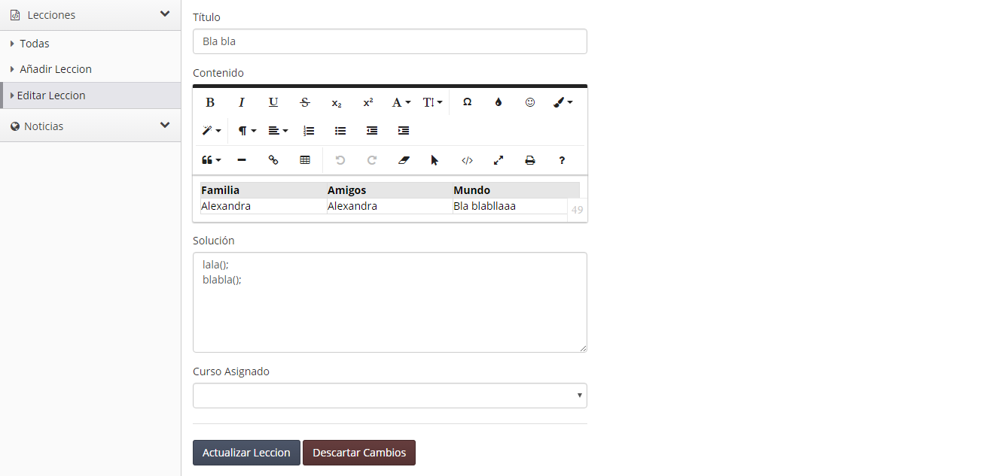 Lecciones
Todas
Añadir Leccion
Editar Leccion
Noticias
Título
Bla bla
Contenido
B I U S x₂ x² A T Ω
¶
</> ?
Familia Amigos Mundo
Alexandra Alexandra Bla blabllaaa
49
Solución
lala();
blabla();
Curso Asignado
Actualizar Leccion Descartar Cambios